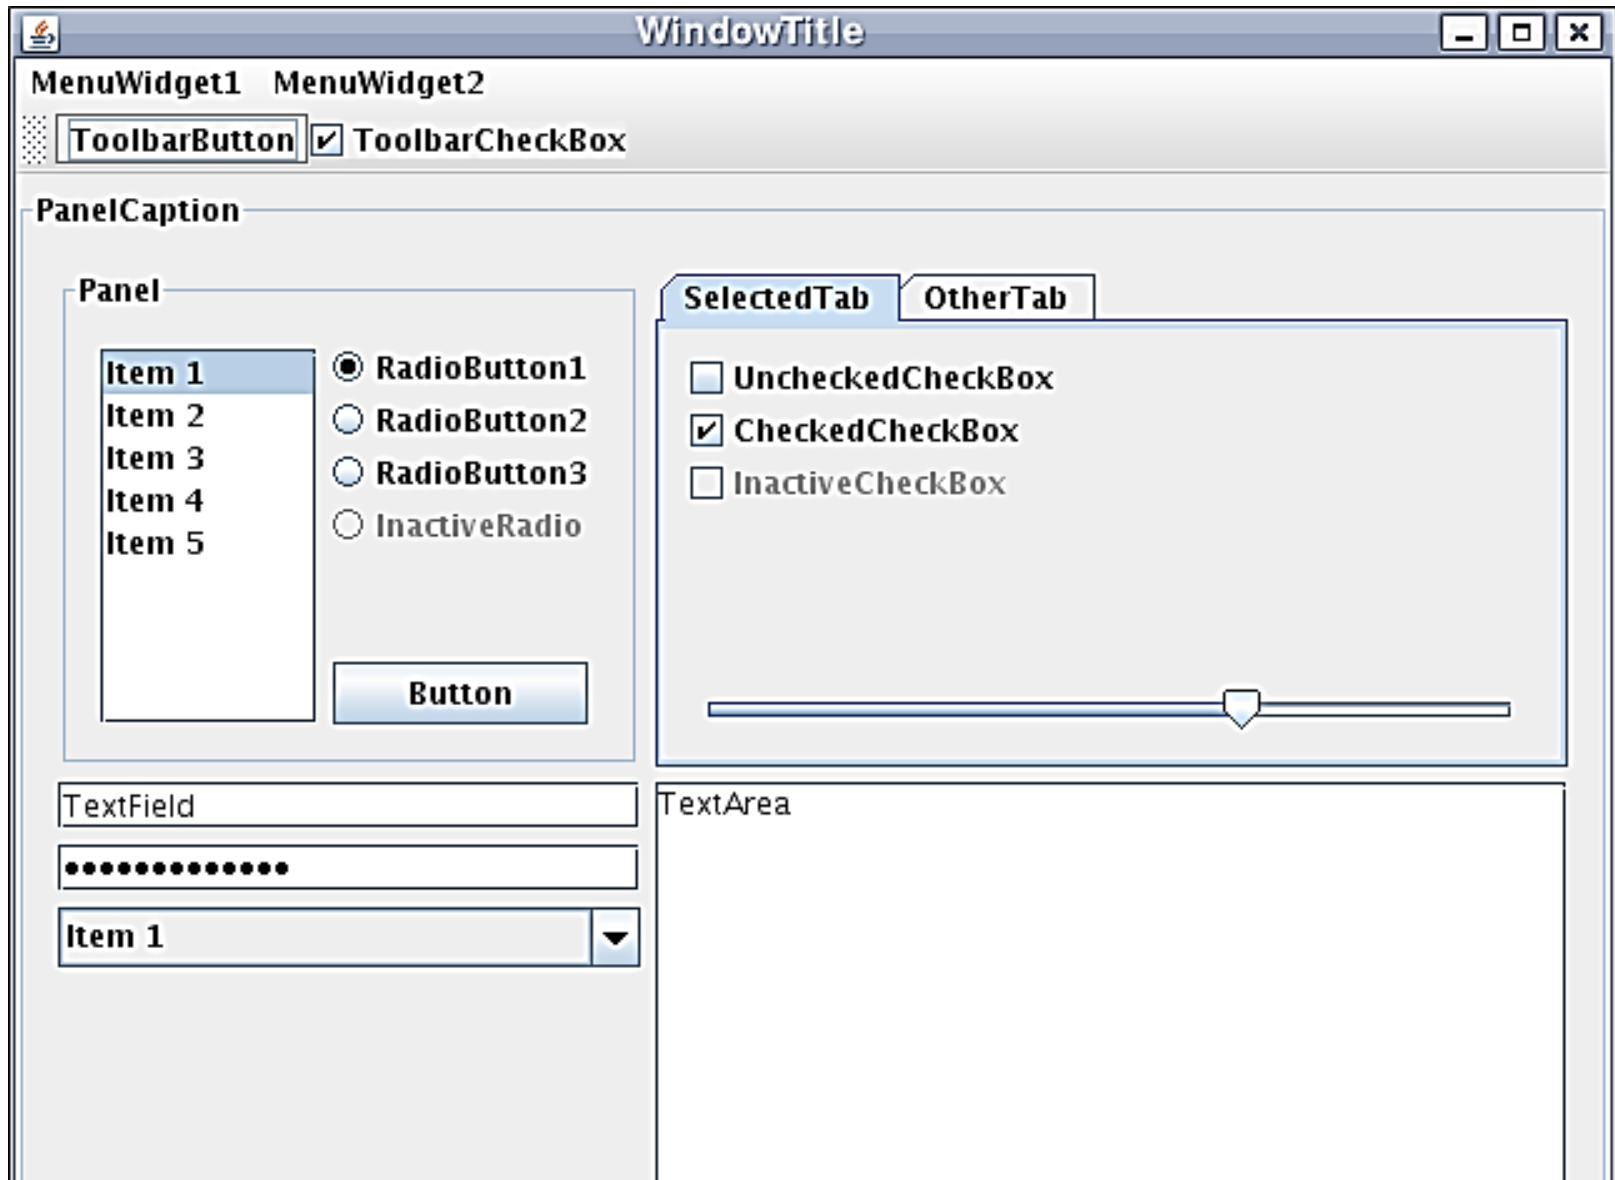 WindowTitle
MenuWidget1 MenuWidget2
ToolbarButton ToolbarCheckBox
PanelCaption
Panel
Item 1
Item 2
Item 3
Item 4
Item 5
RadioButton1
RadioButton2
RadioButton3
InactiveRadio
Button
SelectedTab OtherTab
UncheckedCheckBox
CheckedCheckBox
InactiveCheckBox
TextField
•••••••••••••
Item 1
TextArea